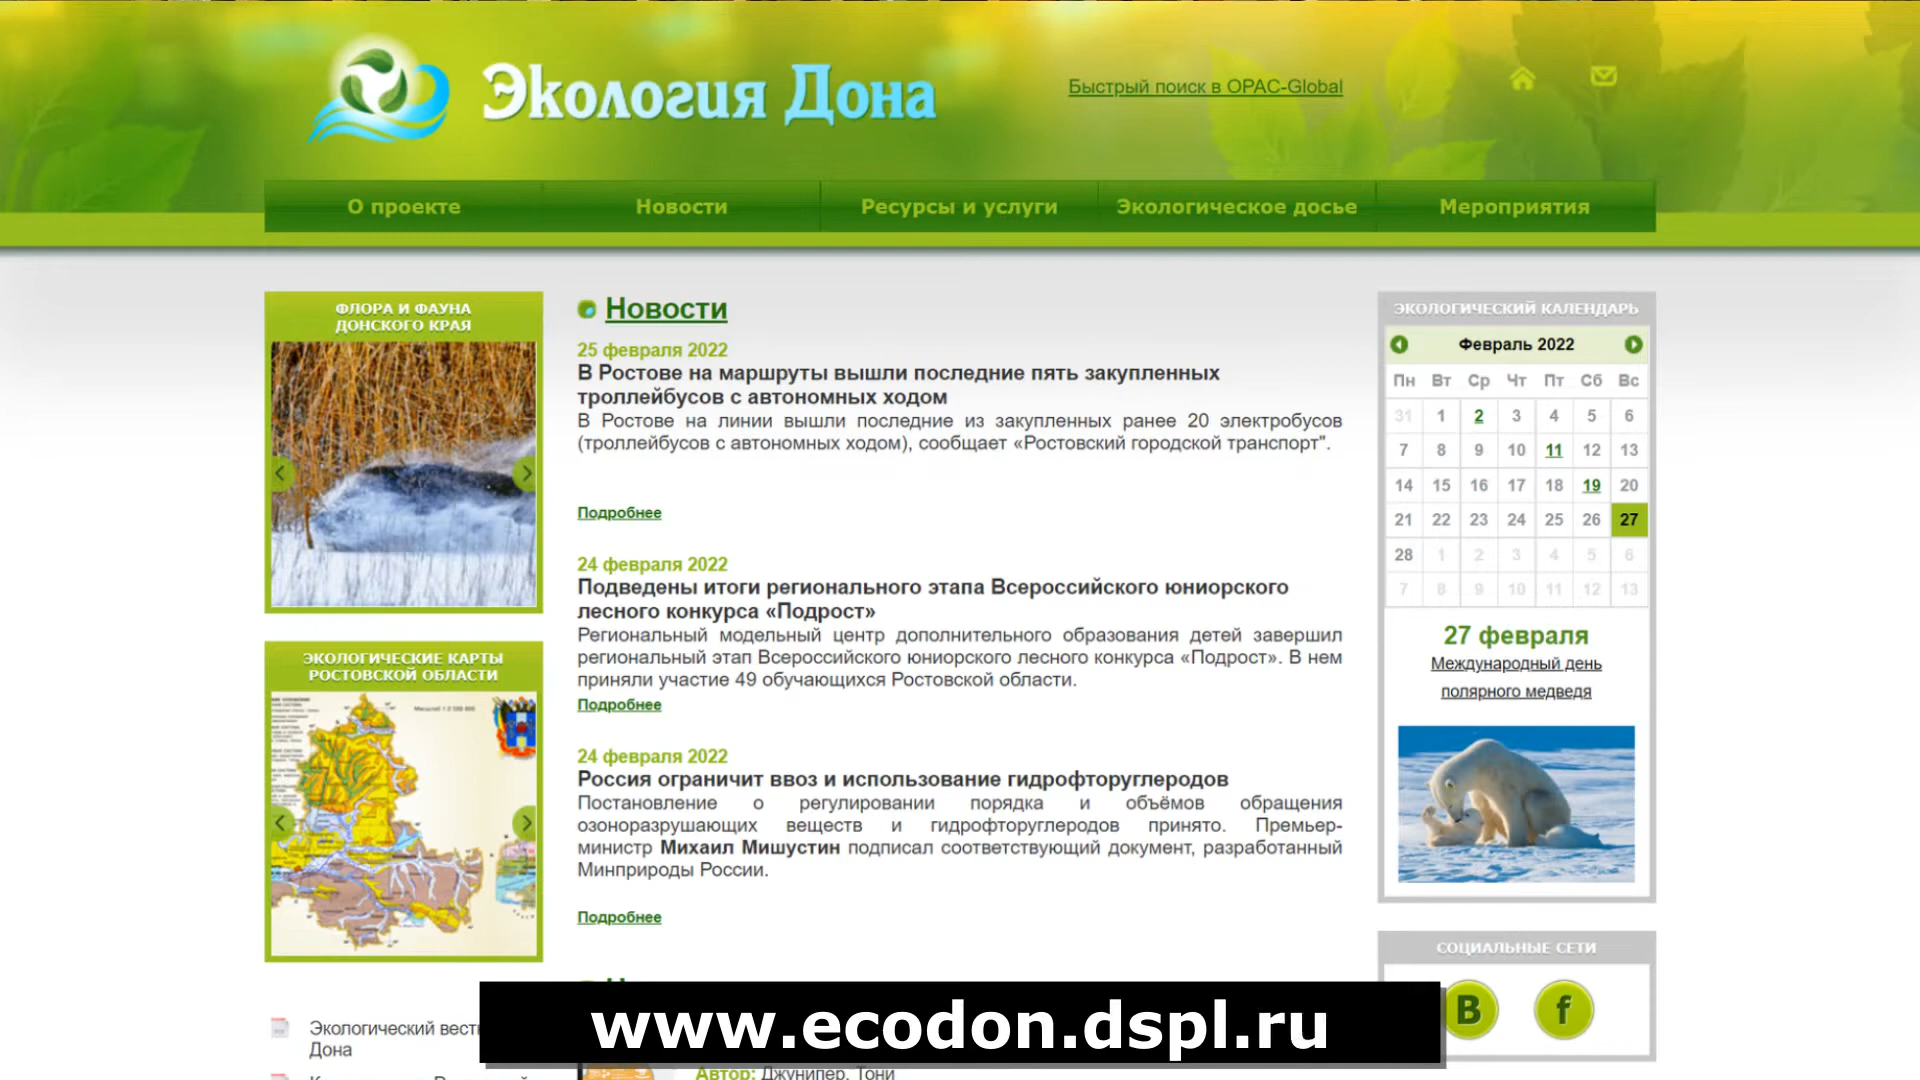 Экология Дона
Быстрый поиск в OPAC-Global
О проекте
Новости
Ресурсы и услуги
Экологическое досье
Мероприятия
ФЛОРА И ФАУНА
ДОНСКОГО КРАЯ
ЭКОЛОГИЧЕСКИЕ КАРТЫ
РОСТОВСКОЙ ОБЛАСТИ
Экологический
Дона
Новости
25 февраля 2022
В Ростове на маршруты вышли последние пять закупленных
троллейбусов с автономных ходом
В Ростове на линии вышли последние из закупленных ранее 20 электробусов
(троллейбусов с автономных ходом), сообщает «Ростовский городской транспорт".
Подробнее
24 февраля 2022
Подведены итоги регионального этапа Всероссийского юниорского
лесного конкурса «Подрост»
Региональный модельный центр дополнительного образования детей завершил
региональный этап Всероссийского юниорского лесного конкурса «Подрост». В нем
приняли участие 49 обучающихся Ростовской области.
Подробнее
24 февраля 2022
Россия ограничит ввоз и использование гидрофторуглеродов
Постановление о регулировании порядка и объёмов обращения
озоноразрушающих веществ и гидрофторуглеродов принято. Премьер-
министр Михаил Мишустин подписал соответствующий документ, разработанный
Минприроды России.
Подробнее
Автор: Джунипер, Тони
ЭКОЛОГИЧЕСКИЙ КАЛЕНДАРЬ
Февраль 2022
Пн Вт Ср Чт Пт Сб Вс
31 1 2 3 4 5 6
7 8 9 10 11 12 13
14 15 16 17 18 19 20
21 22 23 24 25 26 27
28 1 2 3 4 5 6
7 8 9 10 11 12 13
27 февраля
Международный день
полярного медведя
СОЦИАЛЬНЫЕ СЕТИ
B f
www.ecodon.dspl.ru